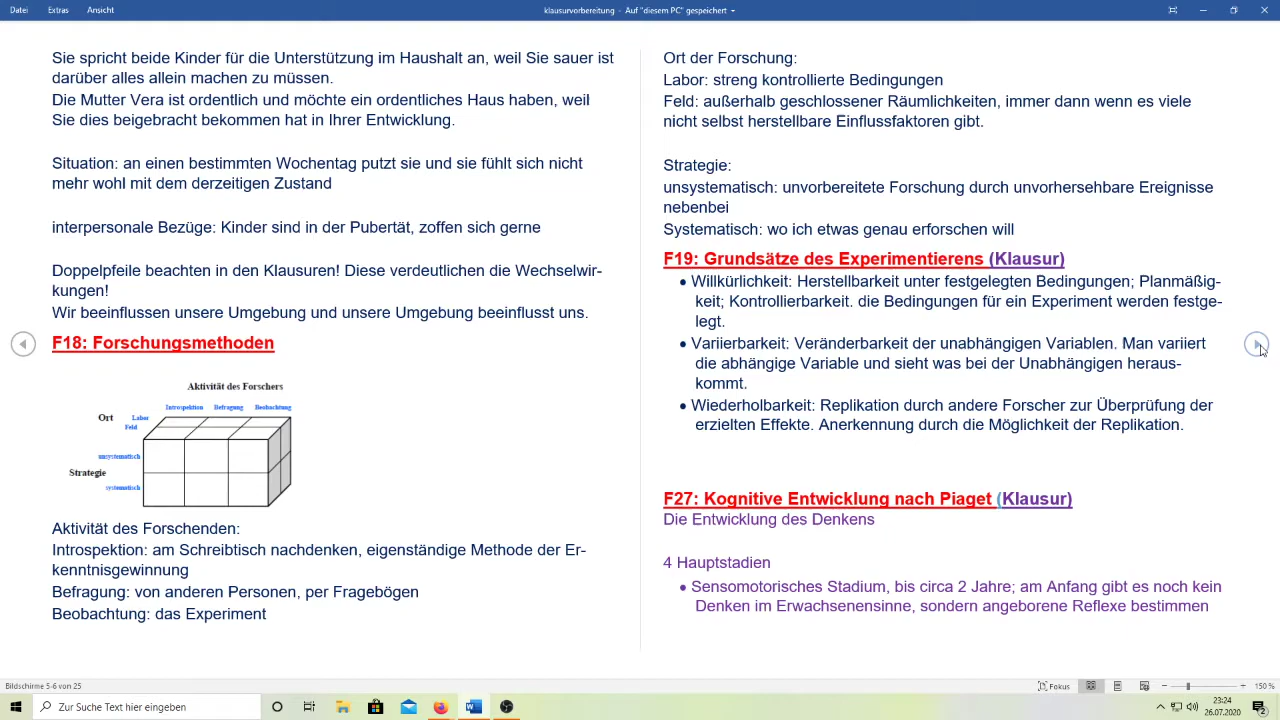 Datei Extras Ansicht
klausurvorbereitung - Auf "diesem PC" gespeichert
Sie spricht beide Kinder für die Unterstützung im Haushalt an, weil Sie sauer ist
darüber alles allein machen zu müssen.
Die Mutter Vera ist ordentlich und möchte ein ordentliches Haus haben, weil
Sie dies beigebracht bekommen hat in Ihrer Entwicklung.
Situation: an einen bestimmten Wochentag putzt sie und sie fühlt sich nicht
mehr wohl mit dem derzeitigen Zustand
interpersonale Bezüge: Kinder sind in der Pubertät, zoffen sich gerne
Doppelpfeile beachten in den Klausuren! Diese verdeutlichen die Wechselwir-
kungen!
Wir beeinflussen unsere Umgebung und unsere Umgebung beeinflusst uns.
F18: Forschungsmethoden
Aktivität des Forschers
Introspektion Befragung Beobachtung
Ort Labor
Feld
unsystematisch
Strategie
systematisch
Aktivität des Forschenden:
Introspektion: am Schreibtisch nachdenken, eigenständige Methode der Er-
kenntnisgewinnung
Befragung: von anderen Personen, per Fragebögen
Beobachtung: das Experiment
Ort der Forschung:
Labor: streng kontrollierte Bedingungen
Feld: außerhalb geschlossener Räumlichkeiten, immer dann wenn es viele
nicht selbst herstellbare Einflussfaktoren gibt.
Strategie:
unsystematisch: unvorbereitete Forschung durch unvorhersehbare Ereignisse
nebenbei
Systematisch: wo ich etwas genau erforschen will
F19: Grundsätze des Experimentierens (Klausur)
• Willkürlichkeit: Herstellbarkeit unter festgelegten Bedingungen; Planmäßig-
keit; Kontrollierbarkeit. die Bedingungen für ein Experiment werden festge-
legt.
• Variierbarkeit: Veränderbarkeit der unabhängigen Variablen. Man variiert
die abhängige Variable und sieht was bei der Unabhängigen heraus-
kommt.
• Wiederholbarkeit: Replikation durch andere Forscher zur Überprüfung der
erzielten Effekte. Anerkennung durch die Möglichkeit der Replikation.
F27: Kognitive Entwicklung nach Piaget (Klausur)
Die Entwicklung des Denkens
4 Hauptstadien
• Sensomotorisches Stadium, bis circa 2 Jahre; am Anfang gibt es noch kein
Denken im Erwachsenensinne, sondern angeborene Reflexe bestimmen
Bildschirme 5-6 von 25
Fokus
150 %
Zur Suche Text hier eingeben
23:24
26.07.2020
2